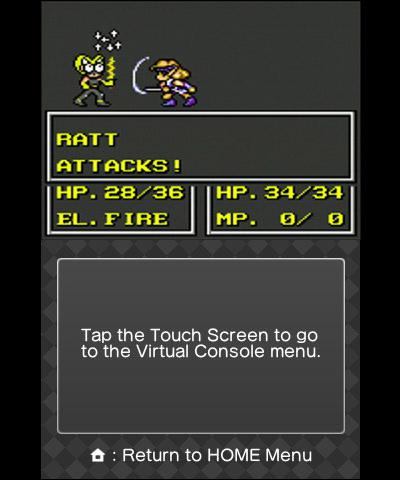 RATT
ATTACKS!
HP.28/36 HP.34/34
EL.FIRE MP. 0/ 0
Tap the Touch Screen to go
to the Virtual Console menu.
: Return to HOME Menu